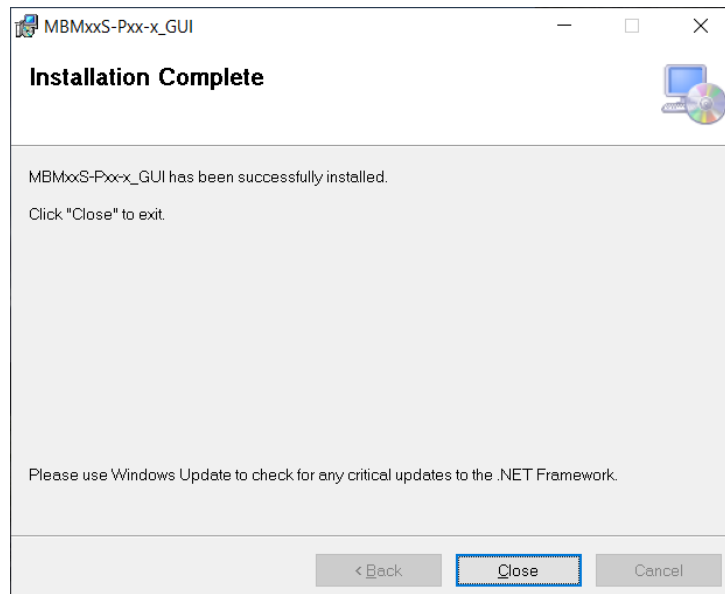 MBMxxS-Pxx-x_GUI
Installation Complete
MBMxxS-Pxx-x_GUI has been successfully installed.
Click "Close" to exit.
Please use Windows Update to check for any critical updates to the .NET Framework.
< Back
Close
Cancel